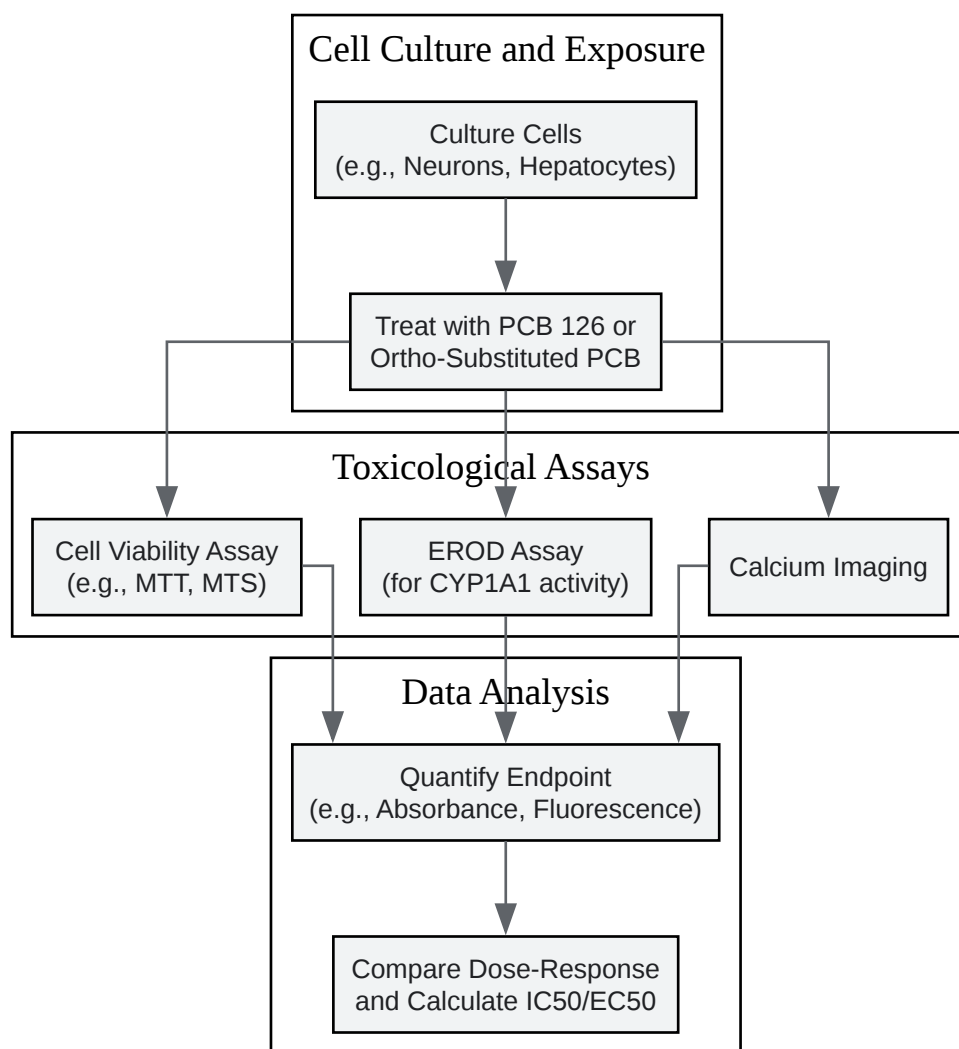 Cell Culture and Exposure
Culture Cells
(e.g., Neurons, Hepatocytes)
Treat with PCB 126 or
Ortho-Substituted PCB
Toxicological Assays
Cell Viability Assay
(e.g., MTT, MTS)
EROD Assay
(for CYP1A1 activity)
Calcium Imaging
Data Analysis
Quantify Endpoint
(e.g., Absorbance, Fluorescence)
Compare Dose-Response
and Calculate IC50/EC50